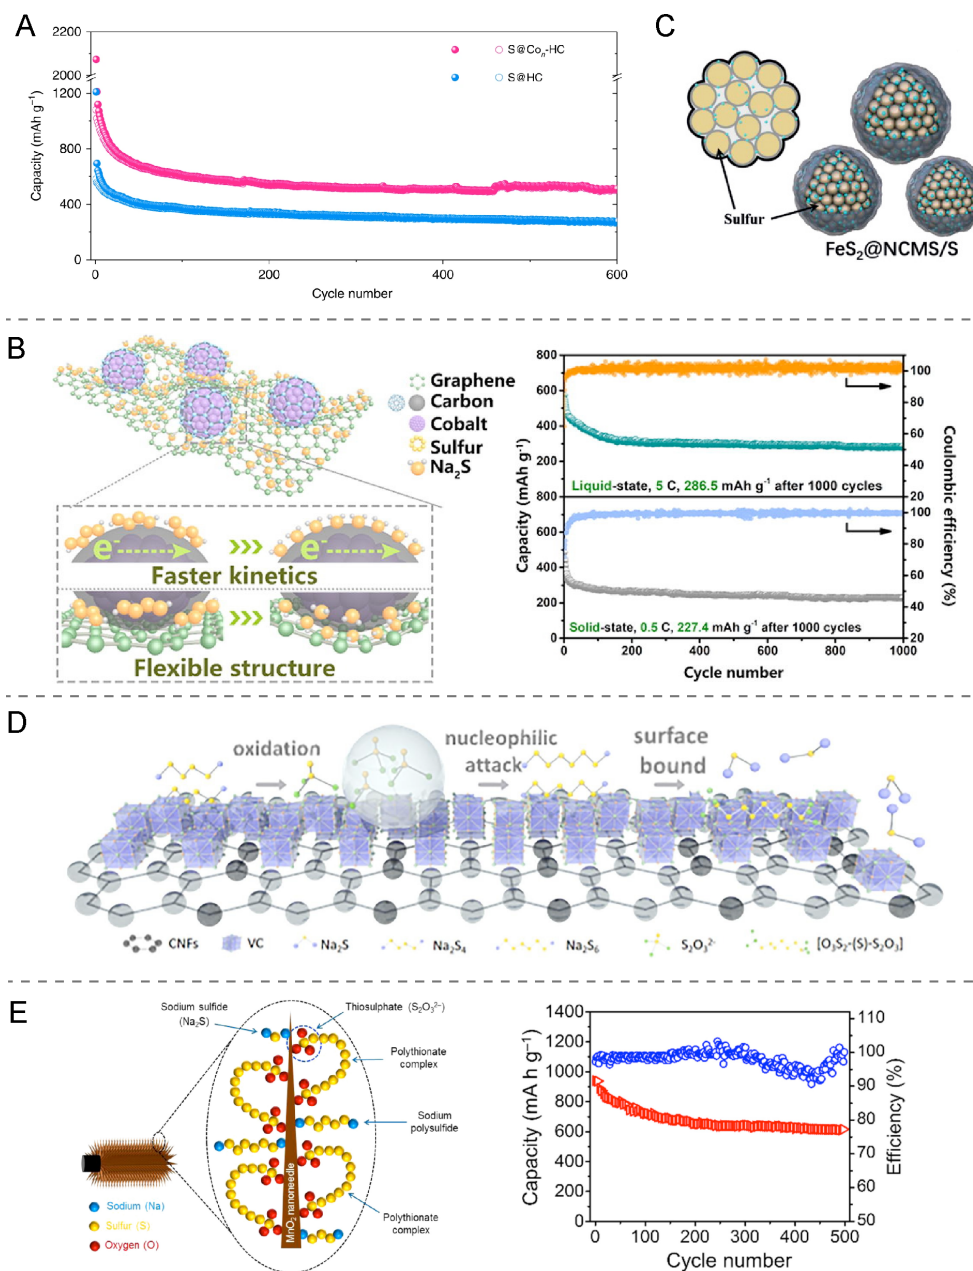 A
2200
2000
1200
800
400
0
Capacity (mAh g⁻¹)
S@Coₙ-HC
S@HC
0
200
400
600
Cycle number
C
Sulfur
FeS₂@NCMS/S
B
Graphene
Carbon
Cobalt
Sulfur
Na₂S
e⁻
e⁻
Faster kinetics
Flexible structure
800
700
600
400
300
200
800
700
600
400
300
200
0
Capacity (mAh g⁻¹)
Liquid-state, 5 C, 286.5 mAh g⁻¹ after 1000 cycles
Solid-state, 0.5 C, 227.4 mAh g⁻¹ after 1000 cycles
100
80
60
40
20
100
80
60
40
20
Coulombic efficiency (%)
0
200
400
600
800
1000
Cycle number
D
oxidation
nucleophilic
attack
surface
bound
CNFs
VC
Na₂S
Na₂S₄
Na₂S₆
S₂O₃²⁻
[O₃S₂-(S)-S₂O₃]
E
Sodium sulfide
(Na₂S)
Thiosulphate (S₂O₃²⁻)
Polythionate
complex
Sodium
polysulfide
Polythionate
complex
MnO₂ nanoneedle
Sodium (Na)
Sulfur (S)
Oxygen (O)
1400
1200
1000
800
600
400
200
0
Capacity (mA h g⁻¹)
110
100
90
80
70
60
50
Efficiency (%)
0
100
200
300
400
500
Cycle number